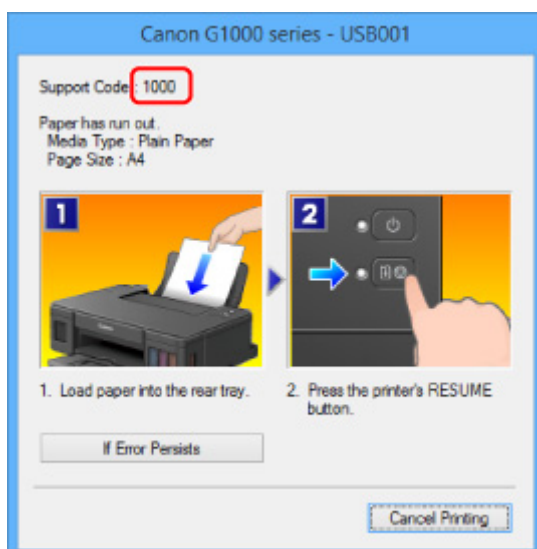 Canon G1000 series - USB001
Support Code : 1000
Paper has run out.
Media Type : Plain Paper
Page Size : A4
1
2
1. Load paper into the rear tray.
2. Press the printer's RESUME
button.
If Error Persists
Cancel Printing